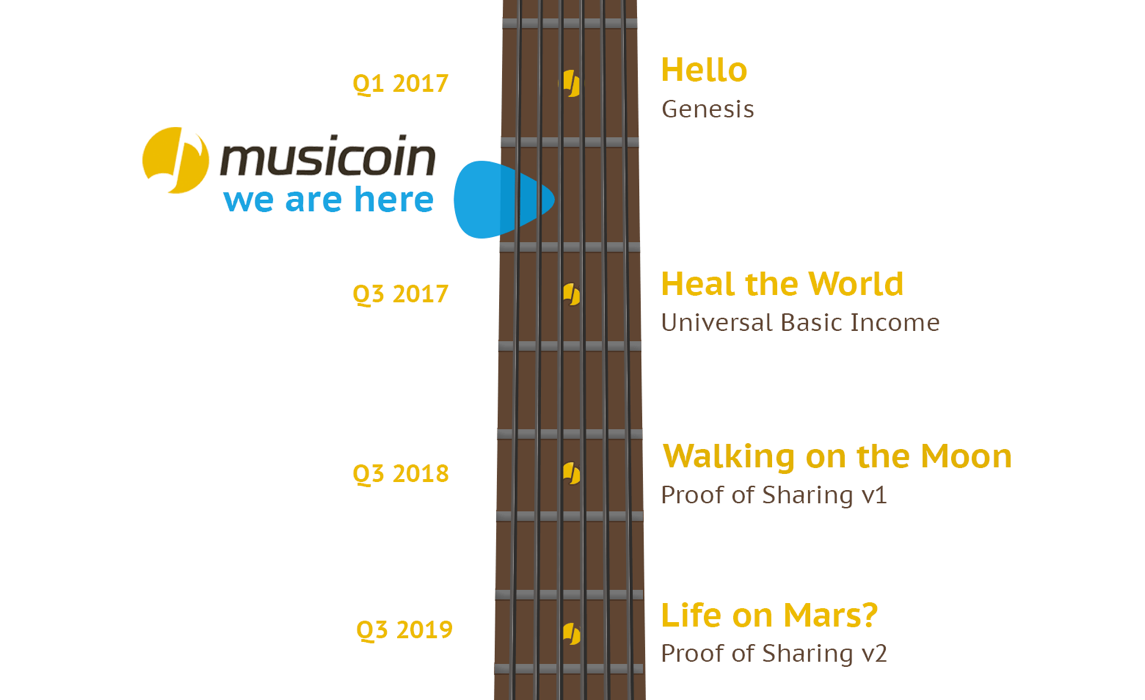 Q1 2017
Hello
Genesis
musicoin
we are here
Q3 2017
Heal the World
Universal Basic Income
Q3 2018
Walking on the Moon
Proof of Sharing v1
Q3 2019
Life on Mars?
Proof of Sharing v2